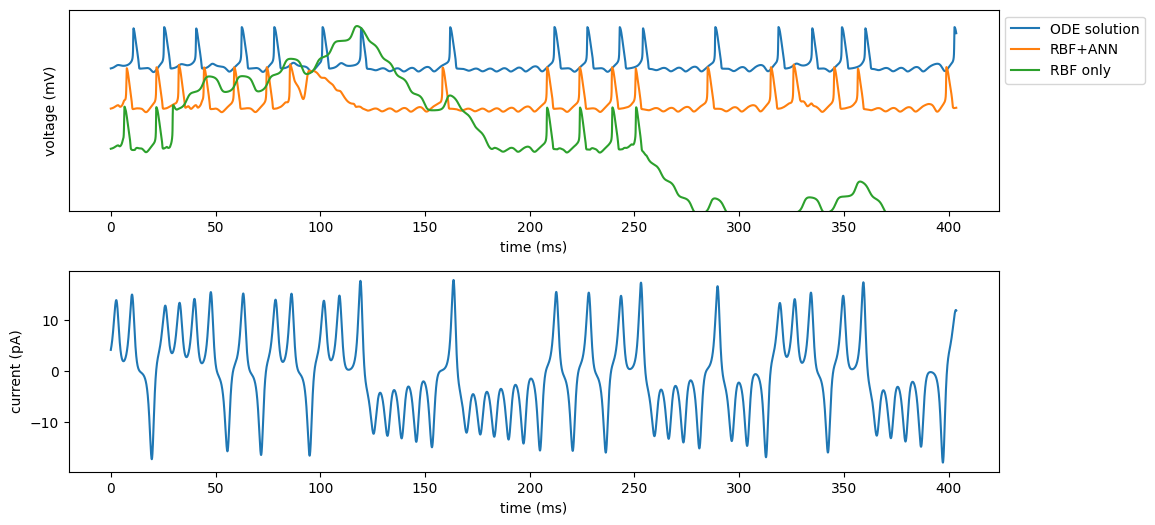 voltage (mV)
0 50 100 150 200 250 300 350 400
time (ms)
ODE solution
RBF+ANN
RBF only
current (pA)
10
0
−10
0 50 100 150 200 250 300 350 400
time (ms)